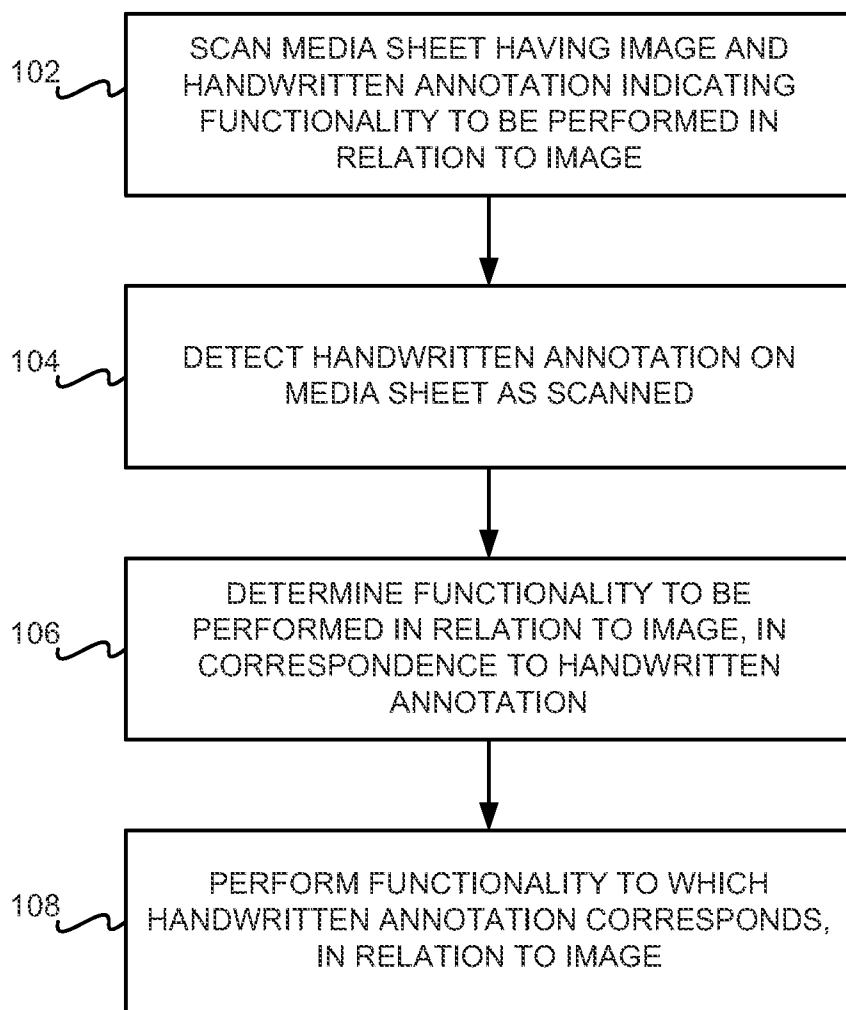 102
SCAN MEDIA SHEET HAVING IMAGE AND
HANDWRITTEN ANNOTATION INDICATING
FUNCTIONALITY TO BE PERFORMED IN
RELATION TO IMAGE
104
DETECT HANDWRITTEN ANNOTATION ON
MEDIA SHEET AS SCANNED
106
DETERMINE FUNCTIONALITY TO BE
PERFORMED IN RELATION TO IMAGE, IN
CORRESPONDENCE TO HANDWRITTEN
ANNOTATION
108
PERFORM FUNCTIONALITY TO WHICH
HANDWRITTEN ANNOTATION CORRESPONDS,
IN RELATION TO IMAGE